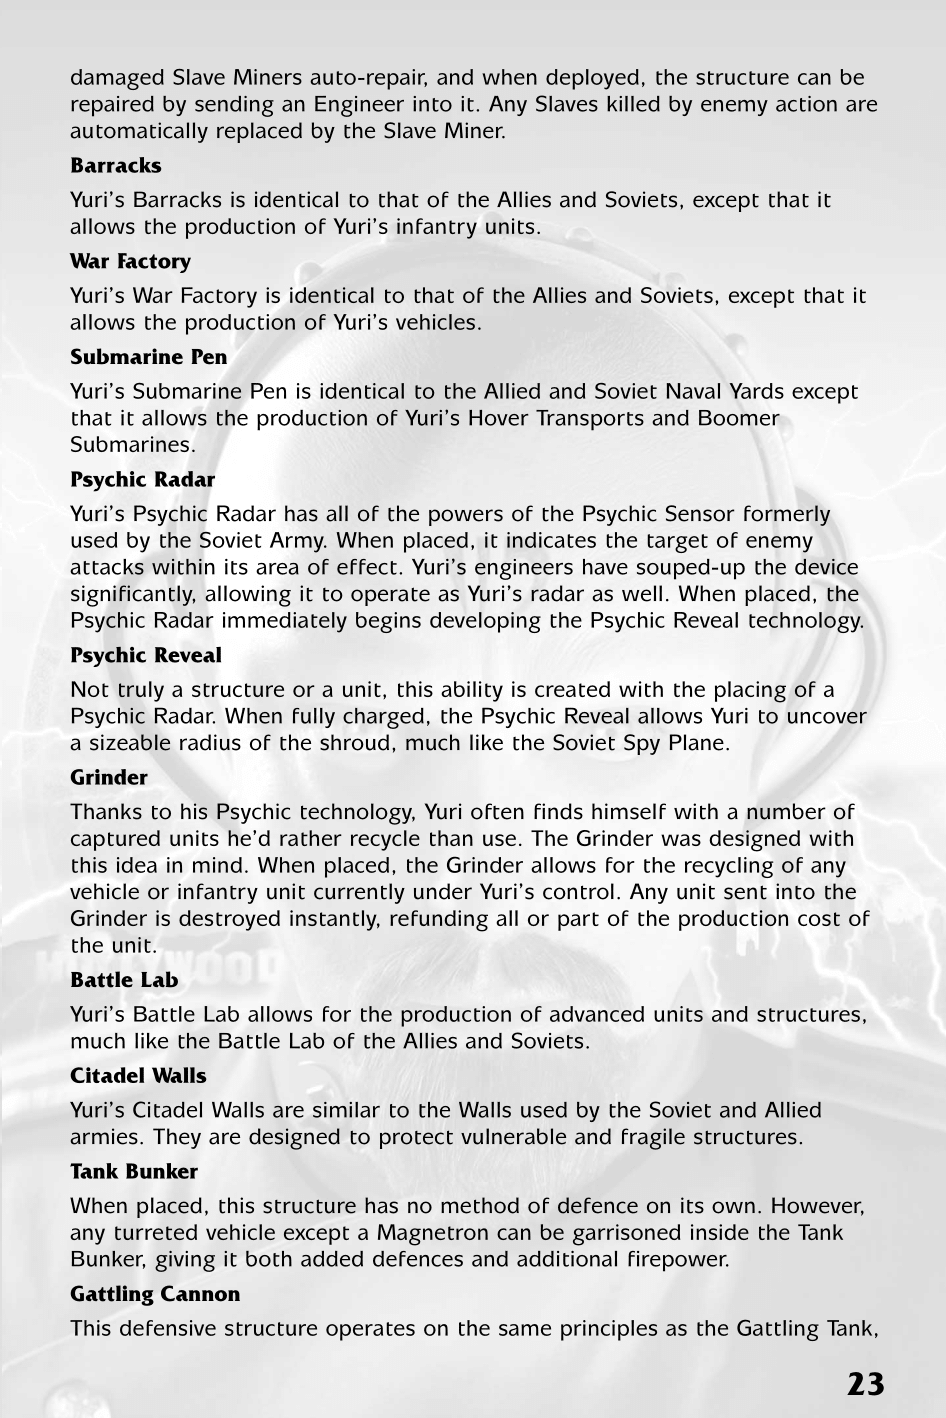 damaged Slave Miners auto-repair, and when deployed, the structure can be
repaired by sending an Engineer into it. Any Slaves killed by enemy action are
automatically replaced by the Slave Miner.
Barracks
Yuri's Barracks is identical to that of the Allies and Soviets, except that it
allows the production of Yuri's infantry units.
War Factory
Yuri's War Factory is identical to that of the Allies and Soviets, except that it
allows the production of Yuri's vehicles.
Submarine Pen
Yuri's Submarine Pen is identical to the Allied and Soviet Naval Yards except
that it allows the production of Yuri's Hover Transports and Boomer
Submarines.
Psychic Radar
Yuri's Psychic Radar has all of the powers of the Psychic Sensor formerly
used by the Soviet Army. When placed, it indicates the target of enemy
attacks within its area of effect. Yuri's engineers have souped-up the device
significantly, allowing it to operate as Yuri's radar as well. When placed, the
Psychic Radar immediately begins developing the Psychic Reveal technology.
Psychic Reveal
Not truly a structure or a unit, this ability is created with the placing of a
Psychic Radar. When fully charged, the Psychic Reveal allows Yuri to uncover
a sizeable radius of the shroud, much like the Soviet Spy Plane.
Grinder
Thanks to his Psychic technology, Yuri often finds himself with a number of
captured units he'd rather recycle than use. The Grinder was designed with
this idea in mind. When placed, the Grinder allows for the recycling of any
vehicle or infantry unit currently under Yuri's control. Any unit sent into the
Grinder is destroyed instantly, refunding all or part of the production cost of
the unit.
Battle Lab
Yuri's Battle Lab allows for the production of advanced units and structures,
much like the Battle Lab of the Allies and Soviets.
Citadel Walls
Yuri's Citadel Walls are similar to the Walls used by the Soviet and Allied
armies. They are designed to protect vulnerable and fragile structures.
Tank Bunker
When placed, this structure has no method of defence on its own. However,
any turreted vehicle except a Magnetron can be garrisoned inside the Tank
Bunker, giving it both added defences and additional firepower.
Gattling Cannon
This defensive structure operates on the same principles as the Gattling Tank,
23